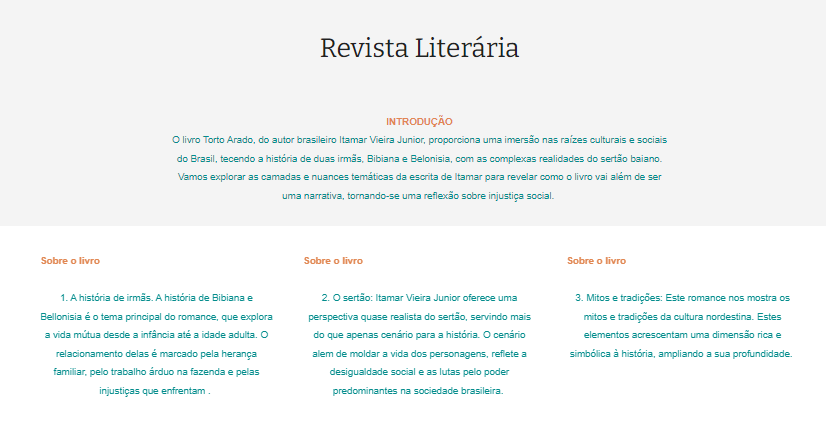 Revista Literária
INTRODUÇÃO
O livro Torto Arado, do autor brasileiro Itamar Vieira Junior, proporciona uma imersão nas raízes culturais e sociais
do Brasil, tecendo a história de duas irmãs, Bibiana e Belonisia, com as complexas realidades do sertão baiano.
Vamos explorar as camadas e nuances temáticas da escrita de Itamar para revelar como o livro vai além de ser
uma narrativa, tornando-se uma reflexão sobre injustiça social.
Sobre o livro
1. A história de irmãs. A história de Bibiana e
Bellonisia é o tema principal do romance, que explora
a vida mútua desde a infância até a idade adulta. O
relacionamento delas é marcado pela herança
familiar, pelo trabalho árduo na fazenda e pelas
injustiças que enfrentam .
Sobre o livro
2. O sertão: Itamar Vieira Junior oferece uma
perspectiva quase realista do sertão, servindo mais
do que apenas cenário para a história. O cenário
alem de moldar a vida dos personagens, reflete a
desigualdade social e as lutas pelo poder
predominantes na sociedade brasileira.
Sobre o livro
3. Mitos e tradições: Este romance nos mostra os
mitos e tradições da cultura nordestina. Estes
elementos acrescentam uma dimensão rica e
simbólica à história, ampliando a sua profundidade.